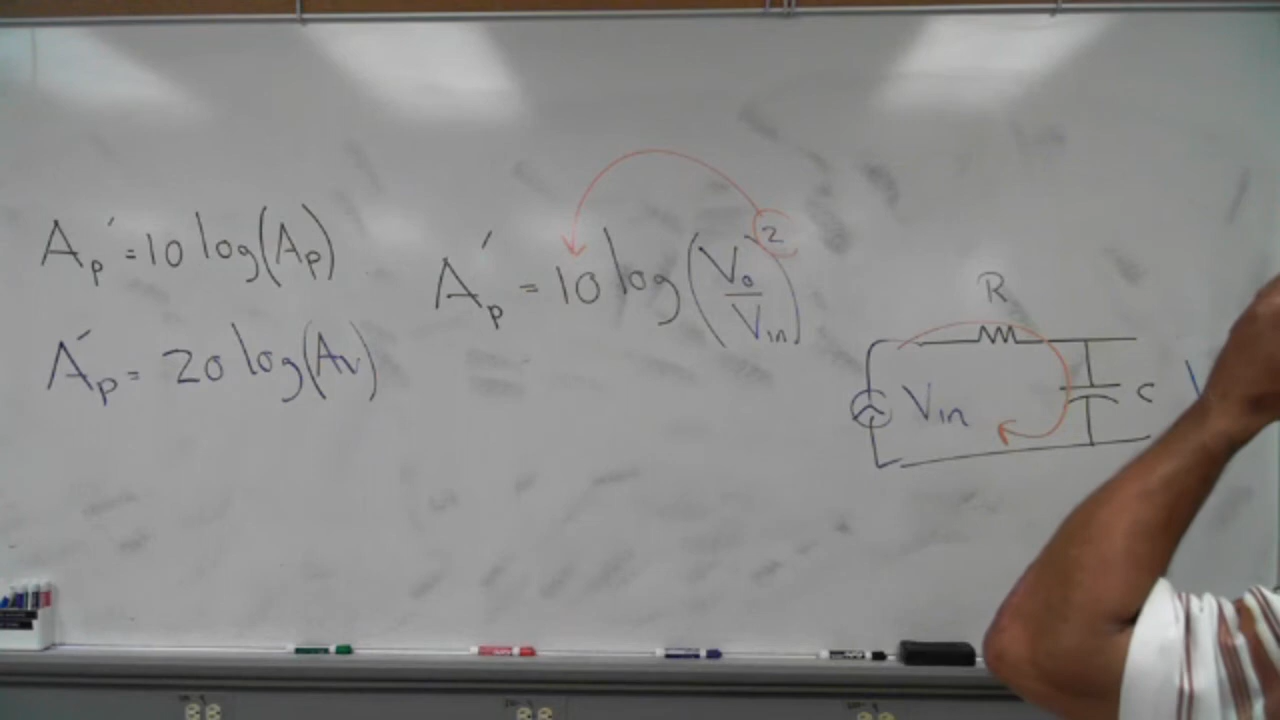 A'p = 10 log(Ap)
A'p = 20 log(Av)
A'p = 10 log(Vo/Vin)²
R
Vin
C